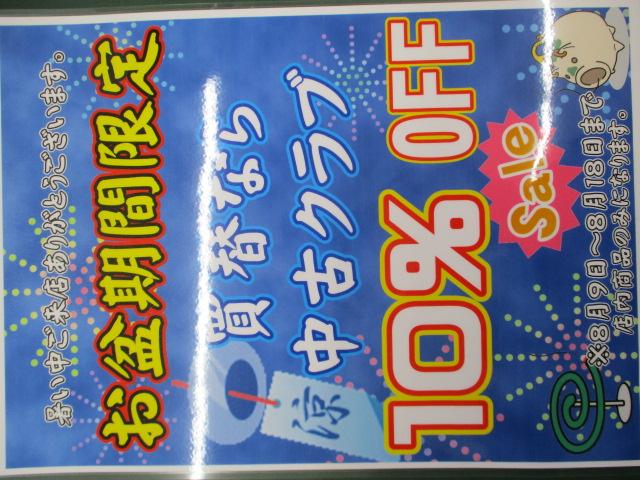 暑い中ご来店ありがとうございます。
お盆期間限定
買替なら
中古クラブ
10% OFF
Sale
涼
※8月9日～8月18日まで
店内商品のみになります。